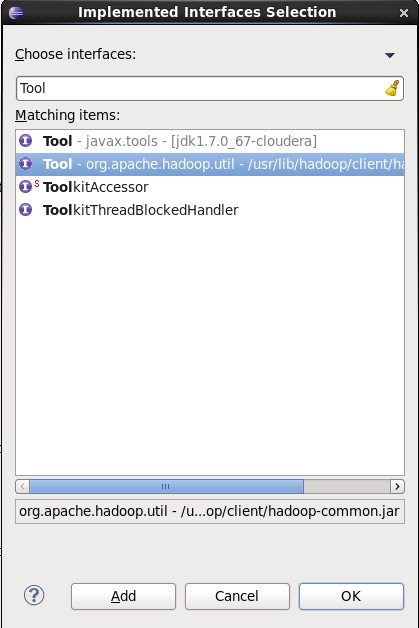 Implemented Interfaces Selection
Choose interfaces:
Tool
Matching items:
Tool - javax.tools - [jdk1.7.0_67-cloudera]
Tool - org.apache.hadoop.util - /usr/lib/hadoop/client/ha
S ToolkitAccessor
ToolkitThreadBlockedHandler
org.apache.hadoop.util - /u...op/client/hadoop-common.jar
? Add Cancel OK